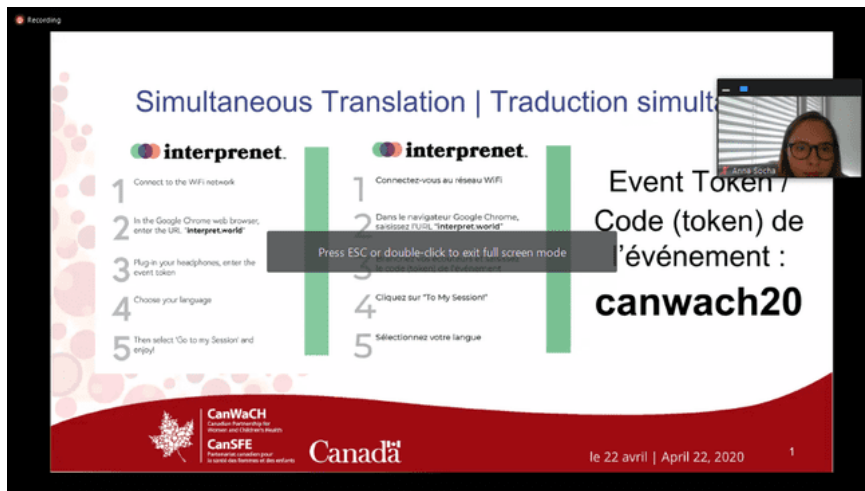 Recording
Simultaneous Translation | Traduction simult
interprenet.
1 Connect to the WiFi network
2 In the Google Chrome web browser,
enter the URL "interpret.world"
3 Plug-in your headphones, enter the
event token
4 Choose your language
5 Then select 'Go to my Session' and
enjoy!
interprenet.
1 Connectez-vous au réseau WiFi
2 Dans le navigateur Google Chrome,
saisissez l'URL "interpret.world"
le code (token) de l'événement
4 Cliquez sur "To My Session!"
5 Sélectionnez votre langue
Press ESC or double-click to exit full screen mode
Anna Socha
Event Token /
Code (token) de
l'événement :
canwach20
CanWaCH
Canadian Partnership for
Women and Children's Health
CanSFE
Partenariat canadien pour
la santé des femmes et des enfants
Canada
le 22 avril | April 22, 2020
1